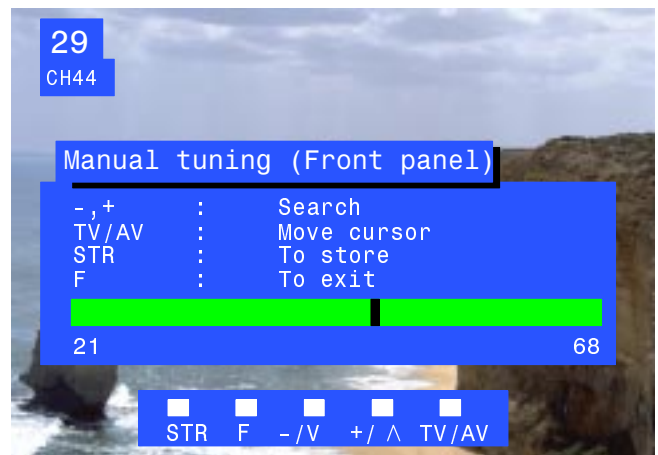 29
CH44
Manual tuning (Front panel)
-,+ : Search
TV/AV : Move cursor
STR : To store
F : To exit
21 68
STR F -/V +/ Λ TV/AV